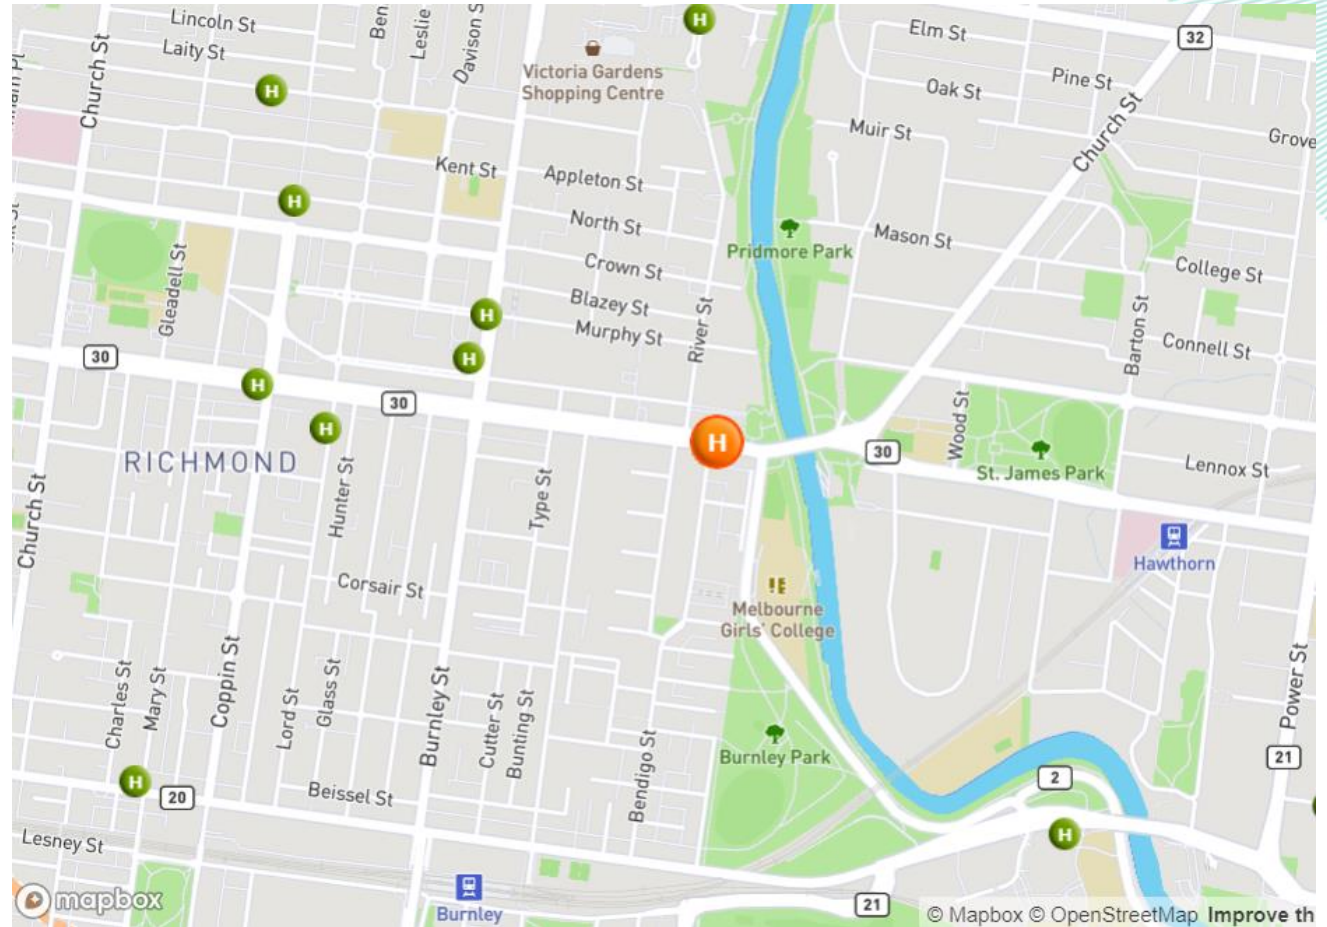 Lincoln St
Laity St
Ben
Leslie
Davison S
Church St
Victoria Gardens
Shopping Centre
Elm St
32
Pine St
Oak St
Church St
Muir St
Grove
Kent St
Appleton St
North St
Pridmore Park
Mason St
Crown St
College St
Gleadell St
Blazey St
Murphy St
River St
Barton St
Connell St
30
30
H
H
H
H
H
H
H
H
H
H
H
RICHMOND
30
Wood St
St. James Park
Lennox St
Church St
Hunter St
Type St
Hawthorn
Corsair St
Melbourne
Girls' College
Charles St
Mary St
Coppin St
Lord St
Glass St
Burnley St
Cutter St
Bunting St
Bendigo St
Burnley Park
Power St
21
2
20
Beissel St
Lesney St
mapbox
Burnley
21
© Mapbox © OpenStreetMap Improve th